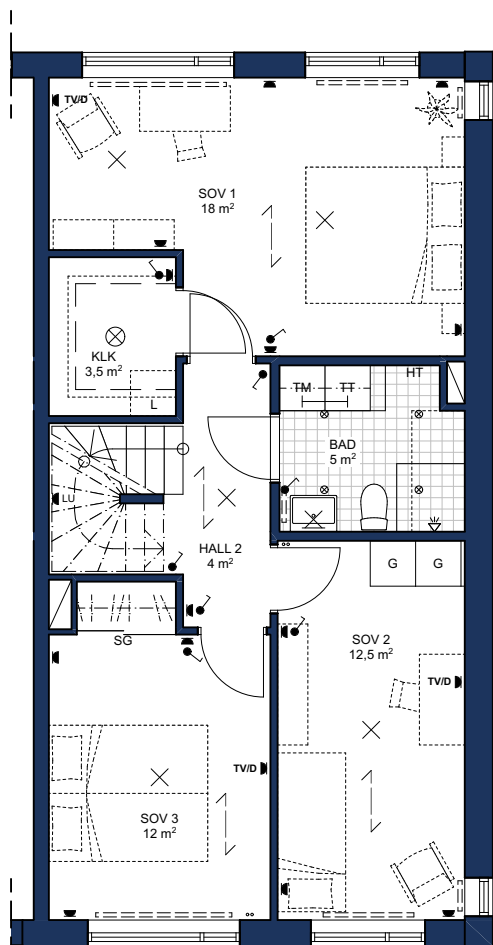 TV/D
SOV 1
18 m²
KLK
3,5 m²
L
TM
TT
HT
BAD
5 m²
LU
HALL 2
4 m²
G
G
SG
SOV 2
12,5 m²
TV/D
TV/D
SOV 3
12 m²